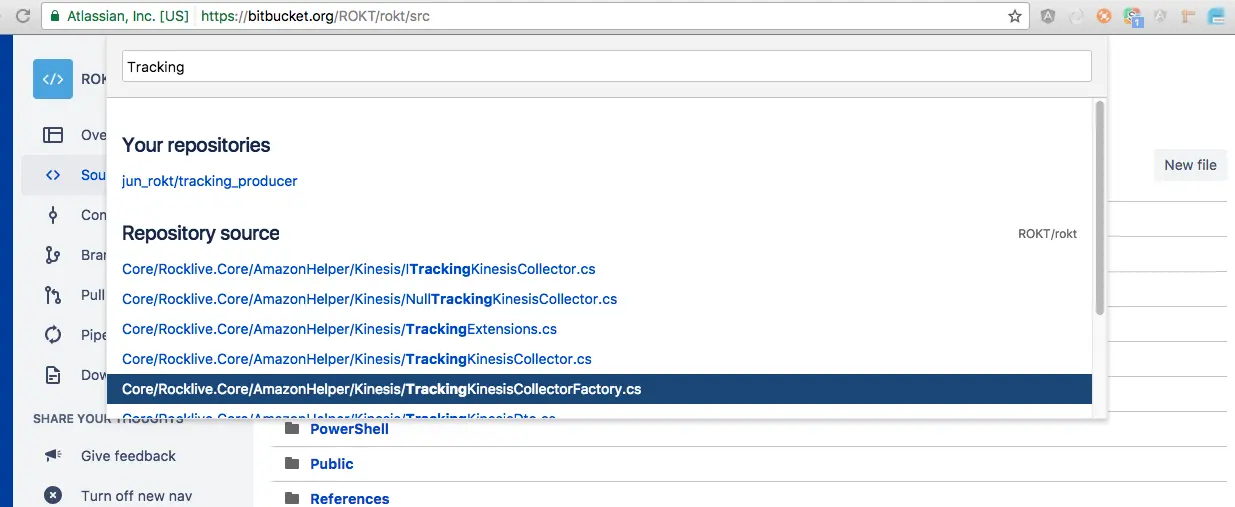 Atlassian, Inc. [US] https://bitbucket.org/ROKT/rokt/src
1
Tracking
ROK
Your repositories
Ove
New file
Sou
jun_rokt/tracking_producer
Con
Repository source
ROKT/rokt
Bran
Core/Rocklive.Core/AmazonHelper/Kinesis/ITrackingKinesisCollector.cs
Pull
Core/Rocklive.Core/AmazonHelper/Kinesis/NullTrackingKinesisCollector.cs
Pipe
Core/Rocklive.Core/AmazonHelper/Kinesis/TrackingExtensions.cs
Core/Rocklive.Core/AmazonHelper/Kinesis/TrackingKinesisCollector.cs
Dow
Core/Rocklive.Core/AmazonHelper/Kinesis/TrackingKinesisCollectorFactory.cs
Core/Rocklive.Core/AmazonHelper/Kinesis/TrackingKinesisDto.cs
SHARE YOUR THOUGHTS
PowerShell
Give feedback
Public
Turn off new nav
References